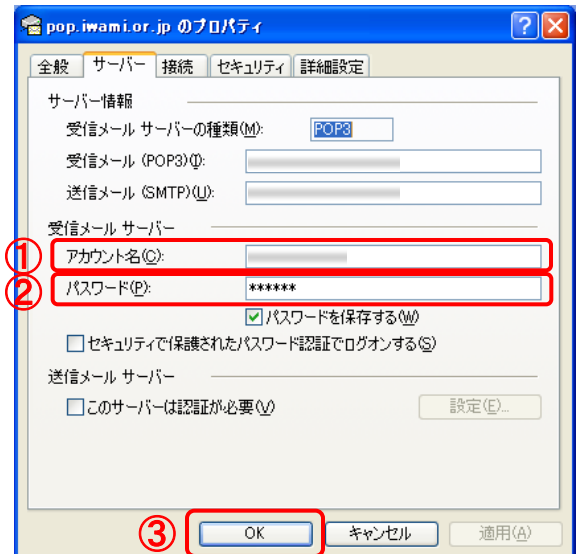 pop.iwami.or.jp のプロパティ
全般 サーバー 接続 セキュリティ 詳細設定
サーバー情報
受信メール サーバーの種類(M): POP3
受信メール (POP3)(I):
送信メール (SMTP)(U):
受信メール サーバー
① アカウント名(C):
② パスワード(P): ******
パスワードを保存する(W)
セキュリティで保護されたパスワード認証でログオンする(S)
送信メール サーバー
このサーバーは認証が必要(V) 設定(E)...
③ OK キャンセル 適用(A)